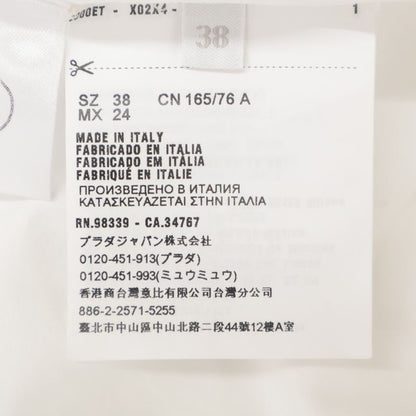 - X02X4 - 1
38
SZ 38 CN 165/76 A
MX 24
MADE IN ITALY
FABRICADO EN ITALIA
FABRICADO EM ITÁLIA
FABRIQUÉ EN ITALIE
ПРОИЗВЕДЕНО В ИТАЛИЯ
ΚΑΤΑΣΚΕΥΑΖΕΤΑΙ ΣΤΗΝ ΙΤΑΛΙΑ
RN.98339 - CA.34767
プラダジャパン株式会社
0120-451-913(プラダ)
0120-451-993(ミュウミュウ)
香港商台灣意比有限公司台灣分公司
886-2-2571-5255
臺北市中山區中山北路二段44號12樓A室